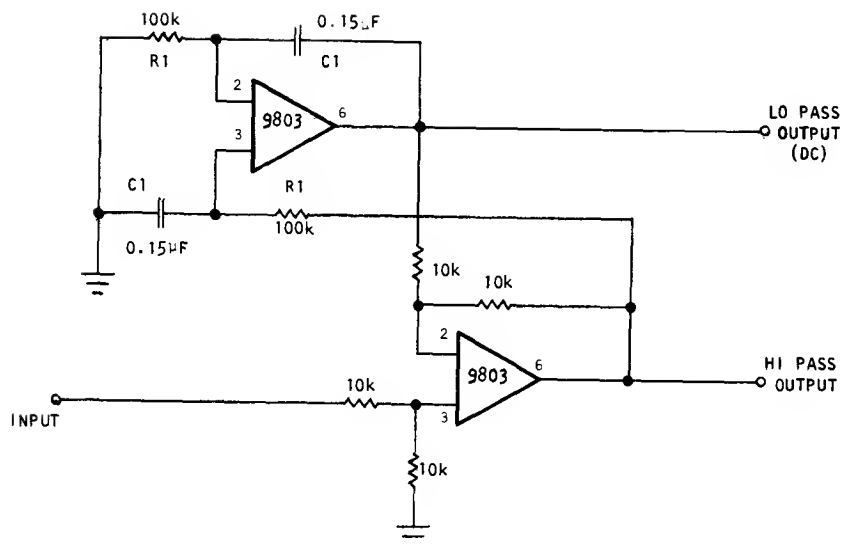 100k
0.15μF
R1
C1
2
9803
6
3
LO PASS
OUTPUT
(DC)
C1
R1
0.15μF
100k
10k
10k
2
9803
6
HI PASS
OUTPUT
10k
INPUT
3
10k